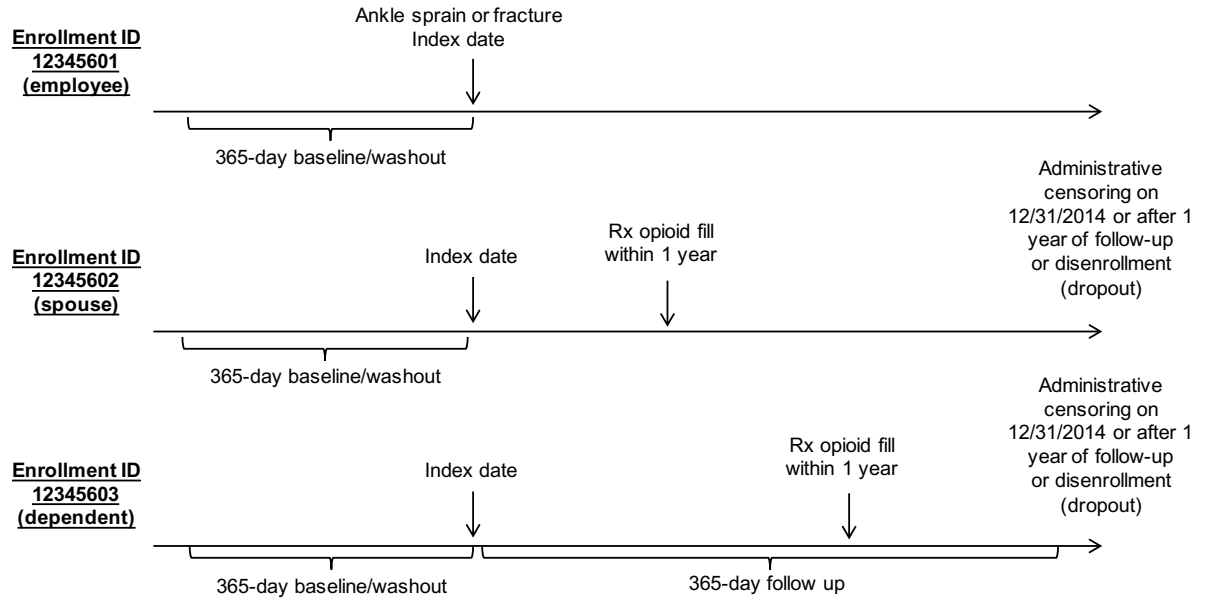 Ankle sprain or fracture
Index date
Enrollment ID
12345601
(employee)
365-day baseline/washout
Administrative
censoring on
12/31/2014 or after 1
year of follow-up
or disenrollment
(dropout)
Rx opioid fill
within 1 year
Index date
Enrollment ID
12345602
(spouse)
365-day baseline/washout
Administrative
censoring on
12/31/2014 or after 1
year of follow-up
or disenrollment
(dropout)
Rx opioid fill
within 1 year
Index date
Enrollment ID
12345603
(dependent)
365-day baseline/washout
365-day follow up